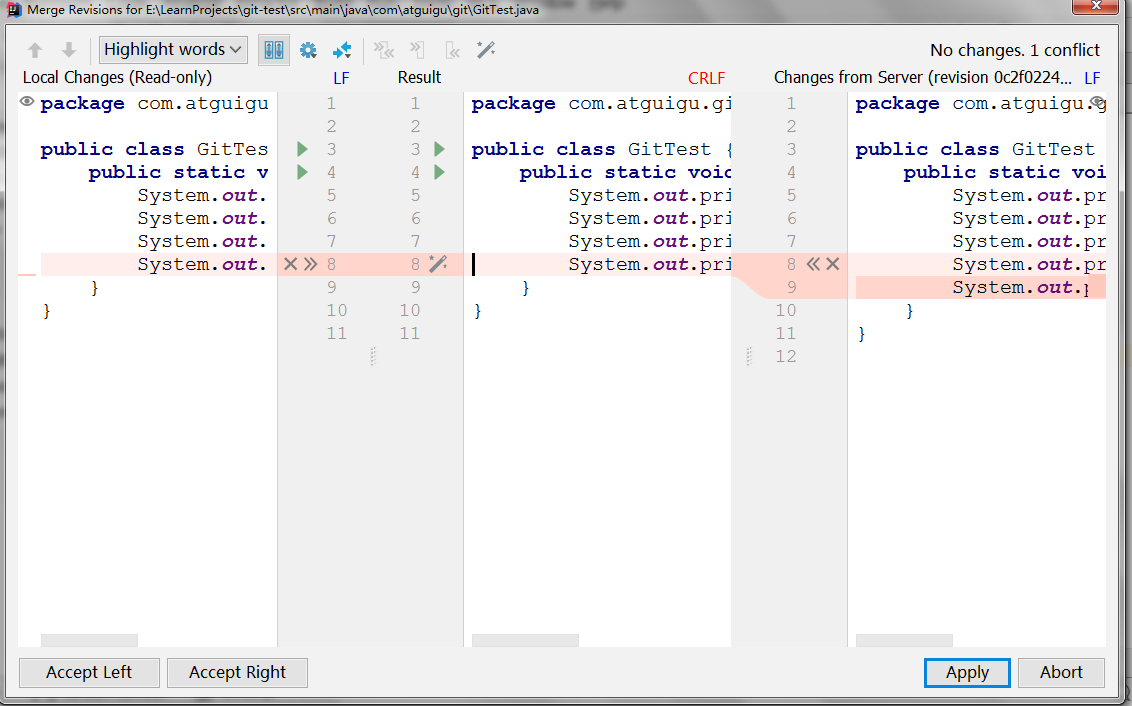 Merge Revisions for E:\LearnProjects\git-test\src\main\java\com\atguigu\git\GitTest.java
Highlight words
No changes. 1 conflict
Local Changes (Read-only) LF Result CRLF Changes from Server (revision 0c2f0224... LF
package com.atguigu 1 1 package com.atguigu.gi 1 package com.atguigu.g
2 2 2
public class GitTes 3 3 public class GitTest { 3 public class GitTest
public static v 4 4 public static void 4 public static voi
System.out. 5 5 System.out.pri 5 System.out.pr
System.out. 6 6 System.out.pri 6 System.out.pr
System.out. 7 7 System.out.pri 7 System.out.pr
System.out. 8 8 System.out.pri 8 System.out.pr
} 9 9 } 9 System.out.p
} 10 10 } 10 }
11 11 11 }
12
Accept Left Accept Right Apply Abort